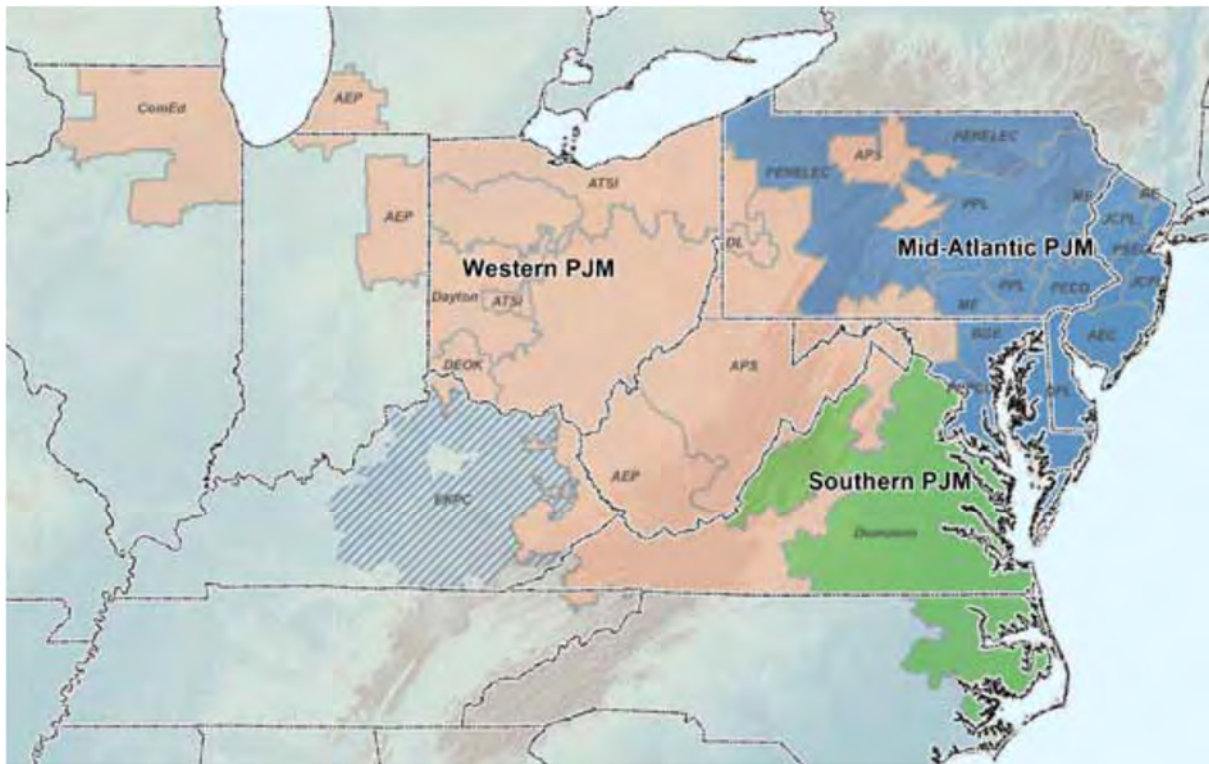 ComEd
AEP
PENELEC
APS
PENELEC
ATSI
ME
RE
AEP
PPL
JCPL
DL
Mid-Atlantic PJM
PSEG
Western PJM
Dayton
ATSI
PPL
PECO
JCPL
ME
BGE
AEC
DEOK
APS
PEPCO
DPL
AEP
Southern PJM
EKPC
Dominion